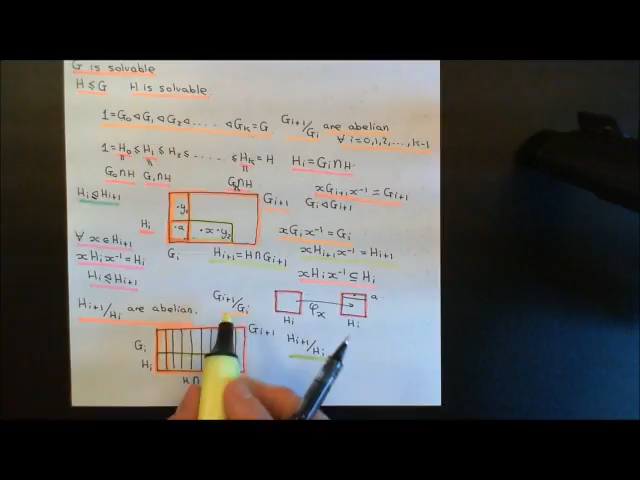 G is solvable
H ≤ G H is solvable.
1 = G₀ ◁ G₁ ◁ G₂ ◁ ..... ◁ Gₖ = G Gᵢ₊₁/Gᵢ are abelian
∀ i = 0,1,2,...,k-1
1 = H₀ ≤ H₁ ≤ H₂ ≤ ..... ≤ Hₖ = H Hᵢ = Gᵢ ∩ H
G₀∩H G₁∩H Gₖ∩H
xGᵢ₊₁x⁻¹ = Gᵢ₊₁
Hᵢ ⊴ Hᵢ₊₁ ·y₁ Gᵢ₊₁ Gᵢ ◁ Gᵢ₊₁
Hᵢ ·a ·x ·y₂ xGᵢx⁻¹ = Gᵢ
∀ x ∈ Hᵢ₊₁ Gᵢ Hᵢ₊₁ = H ∩ Gᵢ₊₁ xHᵢ₊₁x⁻¹ = Hᵢ₊₁
xHᵢx⁻¹ = Hᵢ xHᵢx⁻¹ ⊆ Hᵢ
Hᵢ ⊴ Hᵢ₊₁
Hᵢ₊₁/Hᵢ are abelian. Gᵢ₊₁/Gᵢ φₓ a
Hᵢ Hᵢ
Gᵢ Gᵢ₊₁ Hᵢ₊₁/Hᵢ
Hᵢ
H∩